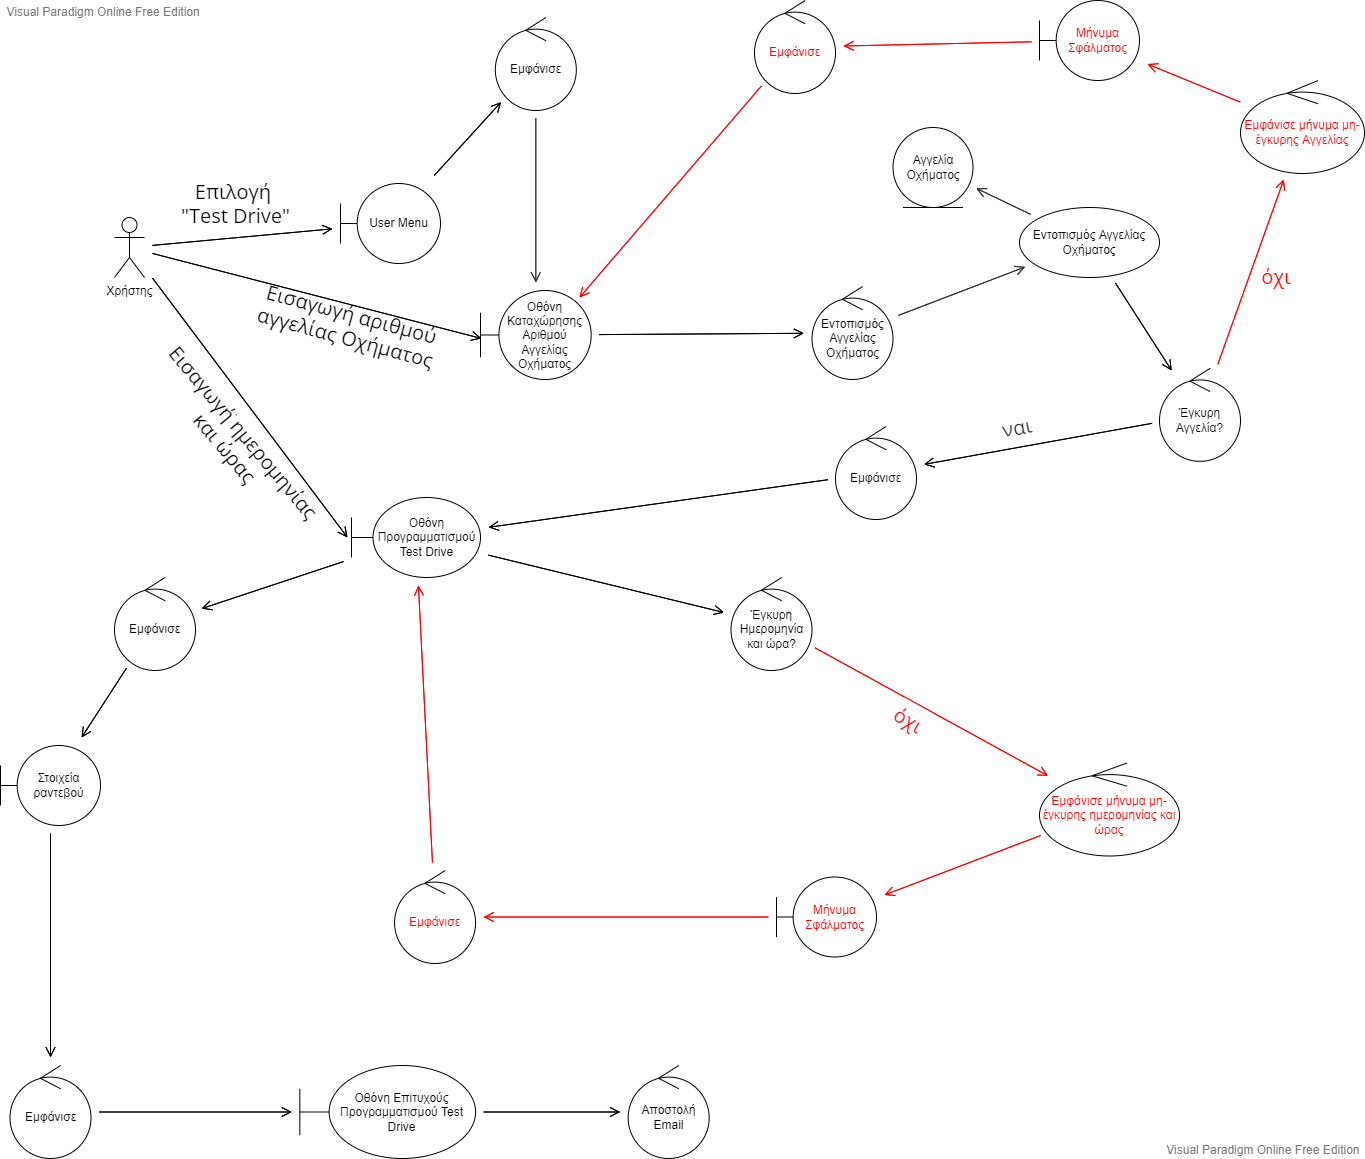 Visual Paradigm Online Free Edition
Εμφάνισε
Εμφάνισε
Μήνυμα
Σφάλματος
Εμφάνισε μήνυμα μη-
έγκυρης Αγγελίας
Αγγελία
Οχήματος
Επιλογή
"Test Drive"
User Menu
Εντοπισμός Αγγελίας
Οχήματος
Χρήστης
όχι
Εισαγωγή αριθμού
αγγελίας Οχήματος
Οθόνη
Καταχώρησης
Αριθμού
Αγγελίας
Οχήματος
Εντοπισμός
Αγγελίας
Οχήματος
Εισαγωγή ημερομηνίας
και ώρας
Έγκυρη
Αγγελία?
ναι
Εμφάνισε
Οθόνη
Προγραμματισμού
Test Drive
Εμφάνισε
Έγκυρη
Ημερομηνία
και ώρα?
όχι
Στοιχεία
ραντεβού
Εμφάνισε μήνυμα μη-
έγκυρης ημερομηνίας και
ώρας
Εμφάνισε
Μήνυμα
Σφάλματος
Εμφάνισε
Οθόνη Επιτυχούς
Προγραμματισμού Test
Drive
Αποστολή
Email
Visual Paradigm Online Free Edition